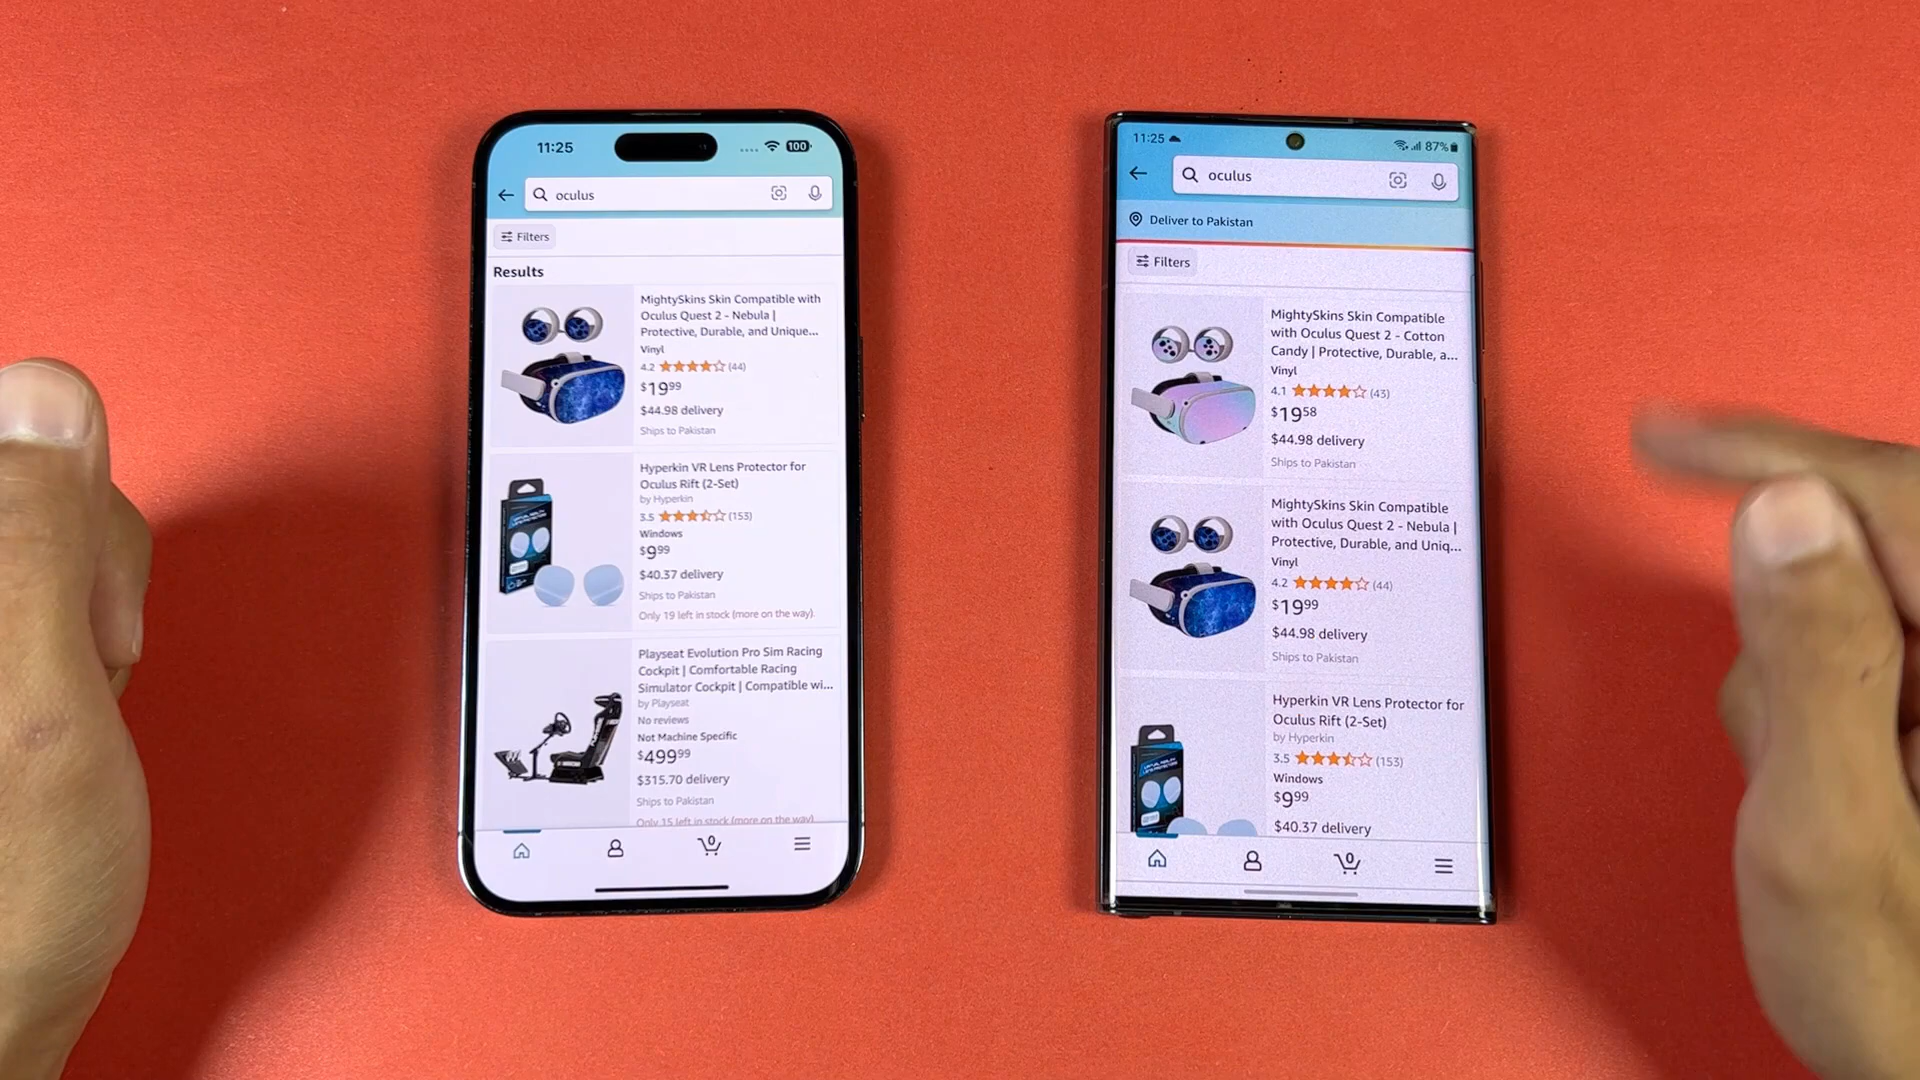 11:25
100
oculus
Filters
Results
MightySkins Skin Compatible with
Oculus Quest 2 - Nebula |
Protective, Durable, and Unique...
Vinyl
4.2 (44)
$1999
$44.98 delivery
Ships to Pakistan
Hyperkin VR Lens Protector for
Oculus Rift (2-Set)
by Hyperkin
3.5 (153)
Windows
$999
$40.37 delivery
Ships to Pakistan
Only 19 left in stock (more on the way).
Playseat Evolution Pro Sim Racing
Cockpit | Comfortable Racing
Simulator Cockpit | Compatible wi...
by Playseat
No reviews
Not Machine Specific
$49999
$315.70 delivery
Ships to Pakistan
Only 15 left in stock (more on the way).
0
11:25
87%
oculus
Deliver to Pakistan
Filters
MightySkins Skin Compatible
with Oculus Quest 2 - Cotton
Candy | Protective, Durable, a...
Vinyl
4.1 (43)
$1958
$44.98 delivery
Ships to Pakistan
MightySkins Skin Compatible
with Oculus Quest 2 - Nebula |
Protective, Durable, and Uniq...
Vinyl
4.2 (44)
$1999
$44.98 delivery
Ships to Pakistan
Hyperkin VR Lens Protector for
Oculus Rift (2-Set)
by Hyperkin
3.5 (153)
Windows
$999
$40.37 delivery
0